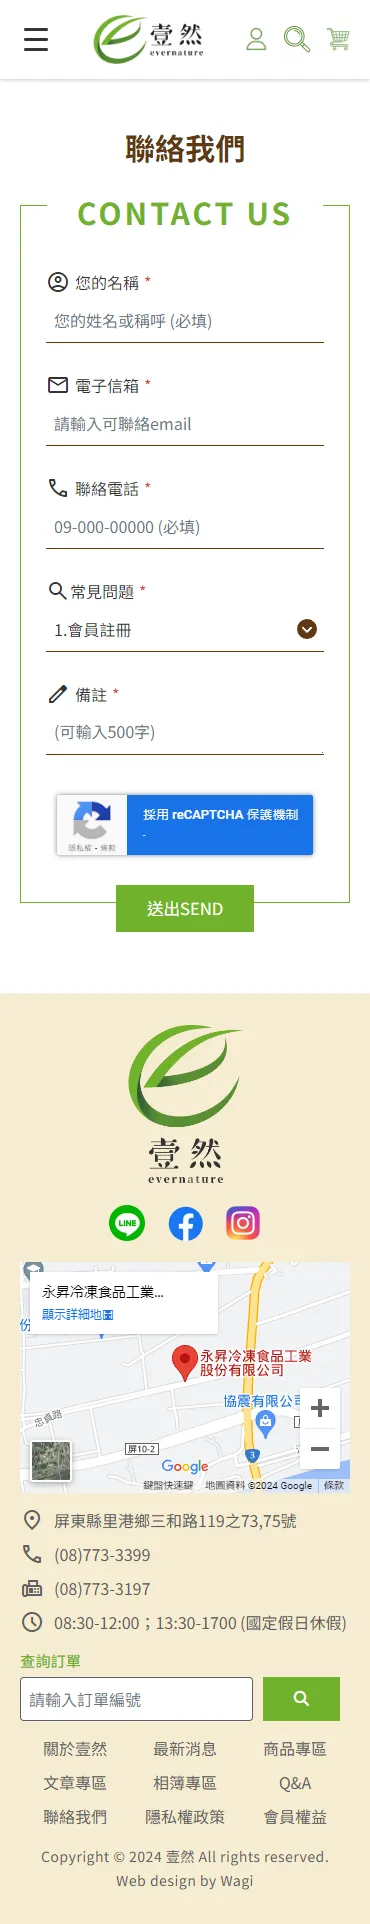 壹然
evernature
聯絡我們
CONTACT US
您的名稱 *
您的姓名或稱呼 (必填)
電子信箱 *
請輸入可聯絡email
聯絡電話 *
09-000-00000 (必填)
常見問題 *
1.會員註冊
備註 *
(可輸入500字)
採用 reCAPTCHA 保護機制
-
隱私權 - 條款
送出SEND
壹然
evernature
LINE
永昇冷凍食品工業...
顯示詳細地圖
永昇冷凍食品工業
股份有限公司
協震有限公司
忠貞路
屏10-2
3
Google
鍵盤快速鍵 地圖資料 ©2024 Google 條款
屏東縣里港鄉三和路119之73,75號
(08)773-3399
(08)773-3197
08:30-12:00；13:30-1700 (國定假日休假)
查詢訂單
請輸入訂單編號
關於壹然 最新消息 商品專區
文章專區 相簿專區 Q&A
聯絡我們 隱私權政策 會員權益
Copyright © 2024 壹然 All rights reserved.
Web design by Wagi